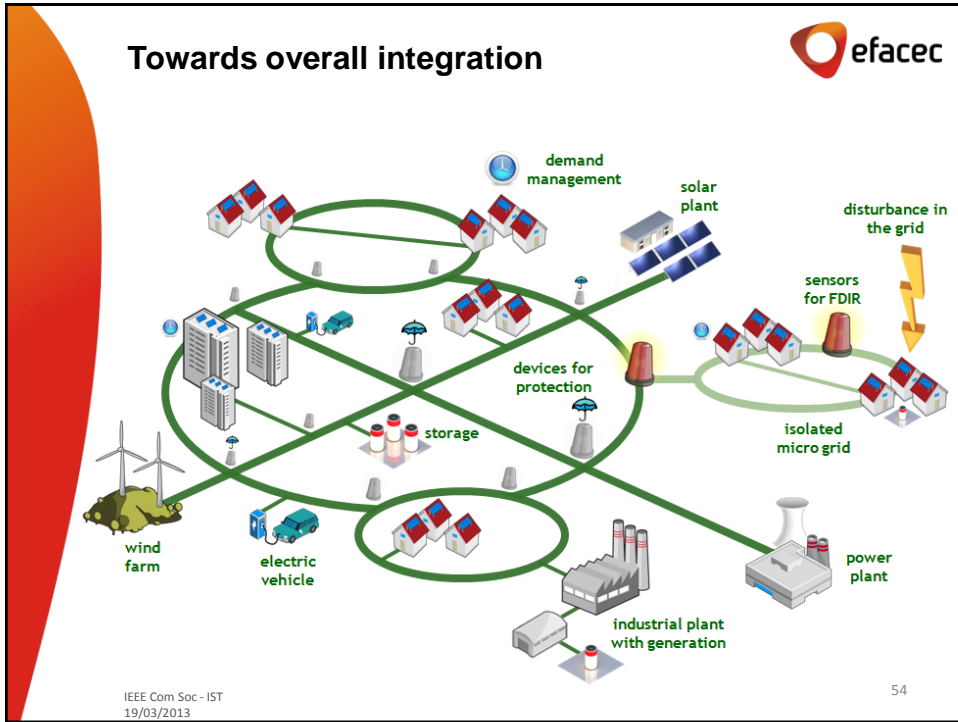 Towards overall integration
efacec
demand
management
solar
plant
disturbance in
the grid
sensors
for FDIR
devices for
protection
storage
isolated
micro grid
wind
farm
electric
vehicle
power
plant
industrial plant
with generation
IEEE Com Soc - IST
19/03/2013
54